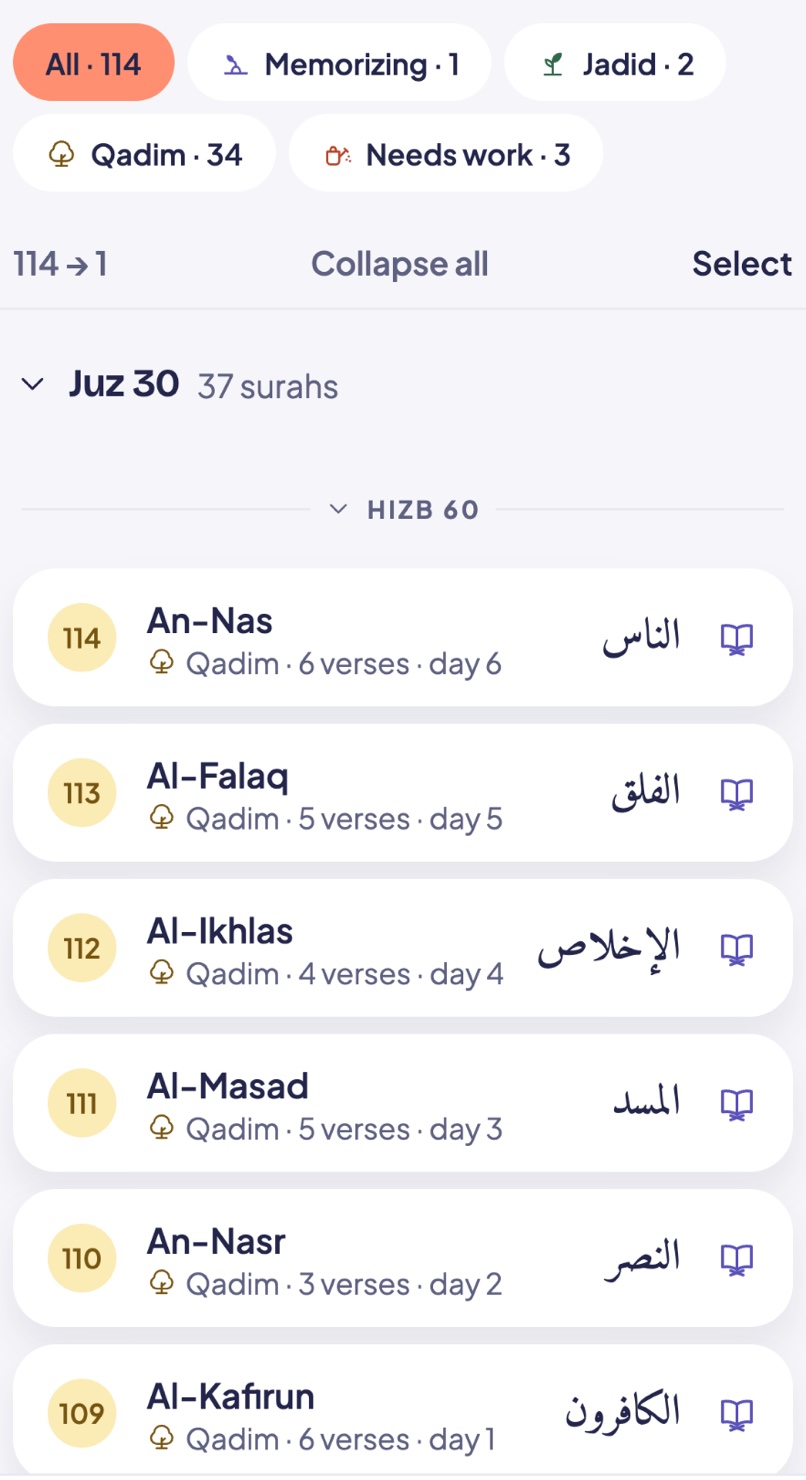 All · 114
Memorizing · 1
Jadid · 2
Qadim · 34
Needs work · 3
114 → 1
Collapse all
Select
Juz 30 37 surahs
HIZB 60
114
An-Nas
Qadim · 6 verses · day 6
الناس
113
Al-Falaq
Qadim · 5 verses · day 5
الفلق
112
Al-Ikhlas
Qadim · 4 verses · day 4
الإخلاص
111
Al-Masad
Qadim · 5 verses · day 3
المسد
110
An-Nasr
Qadim · 3 verses · day 2
النصر
109
Al-Kafirun
Qadim · 6 verses · day 1
الكافرون